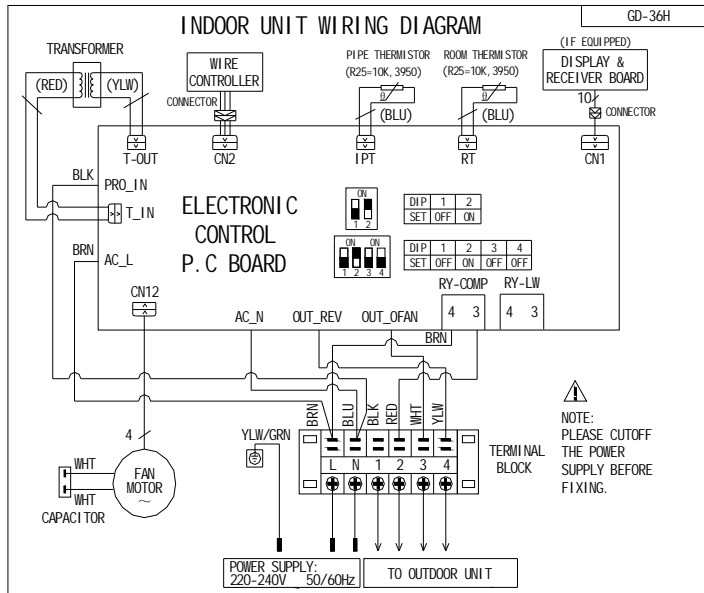 INDOOR UNIT WIRING DIAGRAM
GD-36H
TRANSFORMER
(RED) (YLW)
WIRE
CONTROLLER
CONNECTOR
PIPE THERMISTOR
(R25=10K, 3950)
θ
(BLU)
ROOM THERMISTOR
(R25=10K, 3950)
θ
(BLU)
(IF EQUIPPED)
DISPLAY &
RECEIVER BOARD
10
CONNECTOR
T-OUT CN2 IPT RT CN1
BLK
PRO_IN
T_IN
BRN
AC_L
ELECTRONIC
CONTROL
P.C BOARD
ON
1 2
DIP 1 2
SET OFF ON
ON ON
1 2 3 4
DIP 1 2 3 4
SET OFF ON OFF OFF
RY-COMP RY-LW
4 3 4 3
CN12
AC_N OUT_REV OUT_OFAN
BRN
BRN BLU BLK RED WHT YLW
L N 1 2 3 4
TERMINAL
BLOCK
YLW/GRN
4
FAN
MOTOR
~
WHT
WHT
CAPACITOR
NOTE:
PLEASE CUTOFF
THE POWER
SUPPLY BEFORE
FIXING.
POWER SUPPLY:
220-240V 50/60Hz
TO OUTDOOR UNIT